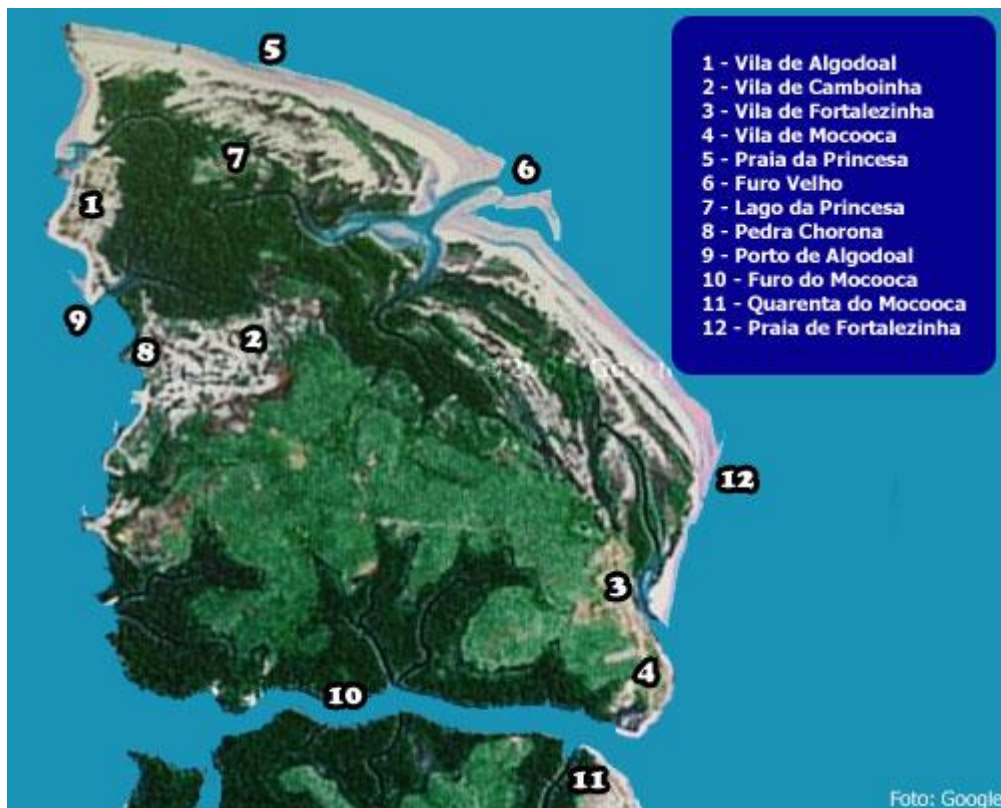 5
1 - Vila de Algodoal
2 - Vila de Camboinha
3 - Vila de Fortalezinha
4 - Vila de Mocooca
5 - Praia da Princesa
6 - Furo Velho
7 - Lago da Princesa
8 - Pedra Chorona
9 - Porto de Algodoal
10 - Furo do Mocooca
11 - Quarenta do Mocooca
12 - Praia de Fortalezinha
7
6
1
9
8
2
12
3
4
10
11
Foto: Google